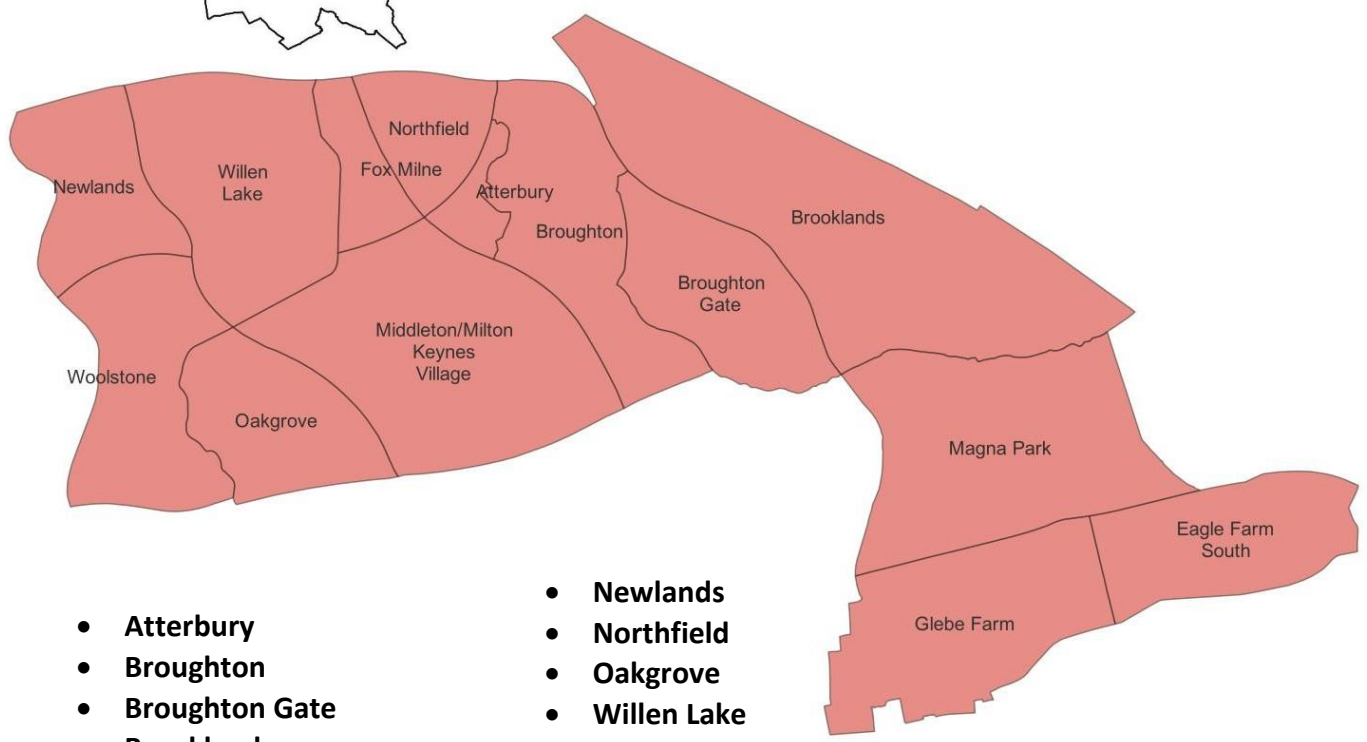 Northfield
Fox Milne
Willen
Lake
Newlands
Atterbury
Broughton
Brooklands
Broughton
Gate
Middleton/Milton
Keynes
Village
Woolstone
Oakgrove
Magna Park
Eagle Farm
South
Glebe Farm
• Atterbury
• Broughton
• Broughton Gate
• Newlands
• Northfield
• Oakgrove
• Willen Lake